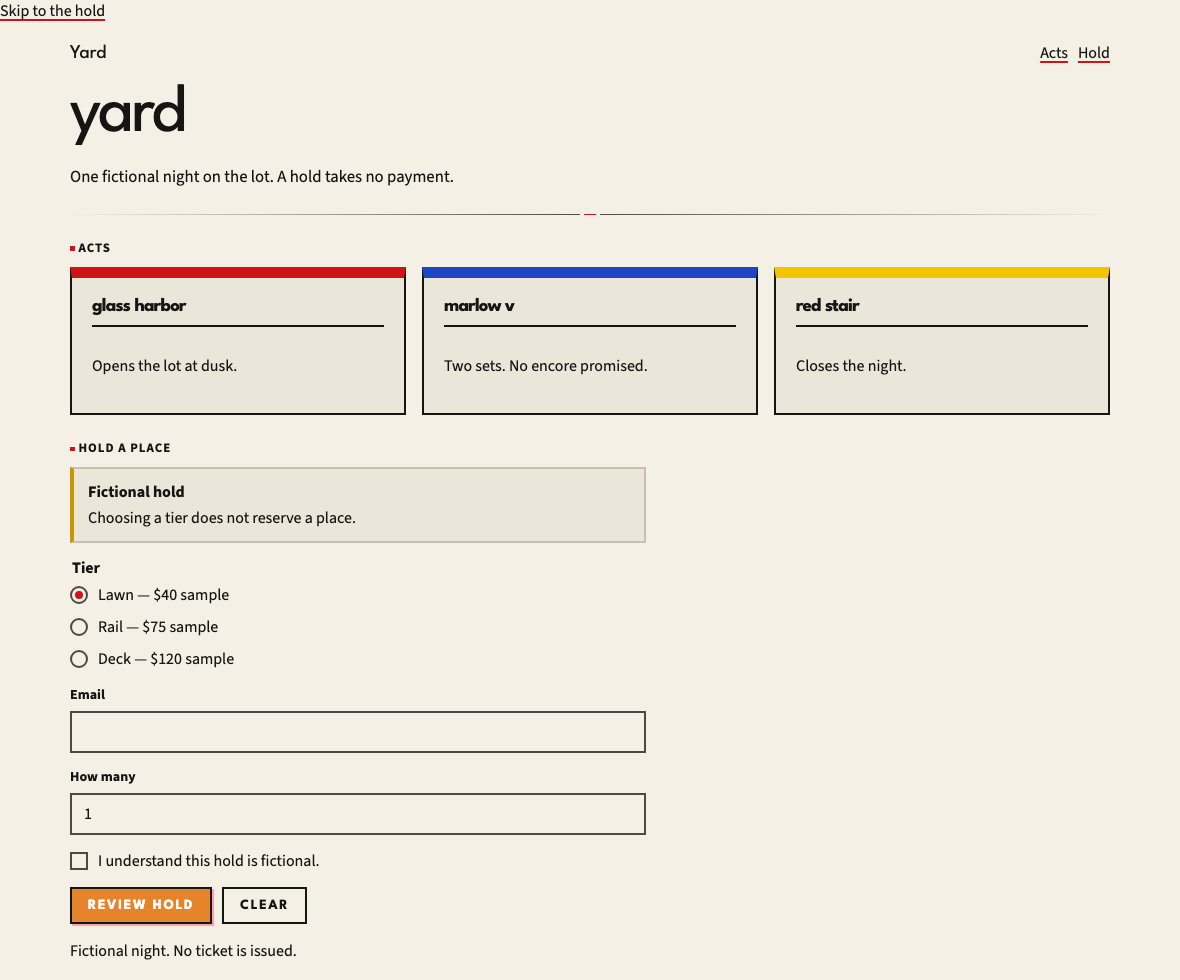 Skip to the hold
Yard
Acts Hold
yard
One fictional night on the lot. A hold takes no payment.
ACTS
glass harbor
Opens the lot at dusk.
marlow v
Two sets. No encore promised.
red stair
Closes the night.
HOLD A PLACE
Fictional hold
Choosing a tier does not reserve a place.
Tier
Lawn — $40 sample
Rail — $75 sample
Deck — $120 sample
Email
How many
1
I understand this hold is fictional.
REVIEW HOLD
CLEAR
Fictional night. No ticket is issued.